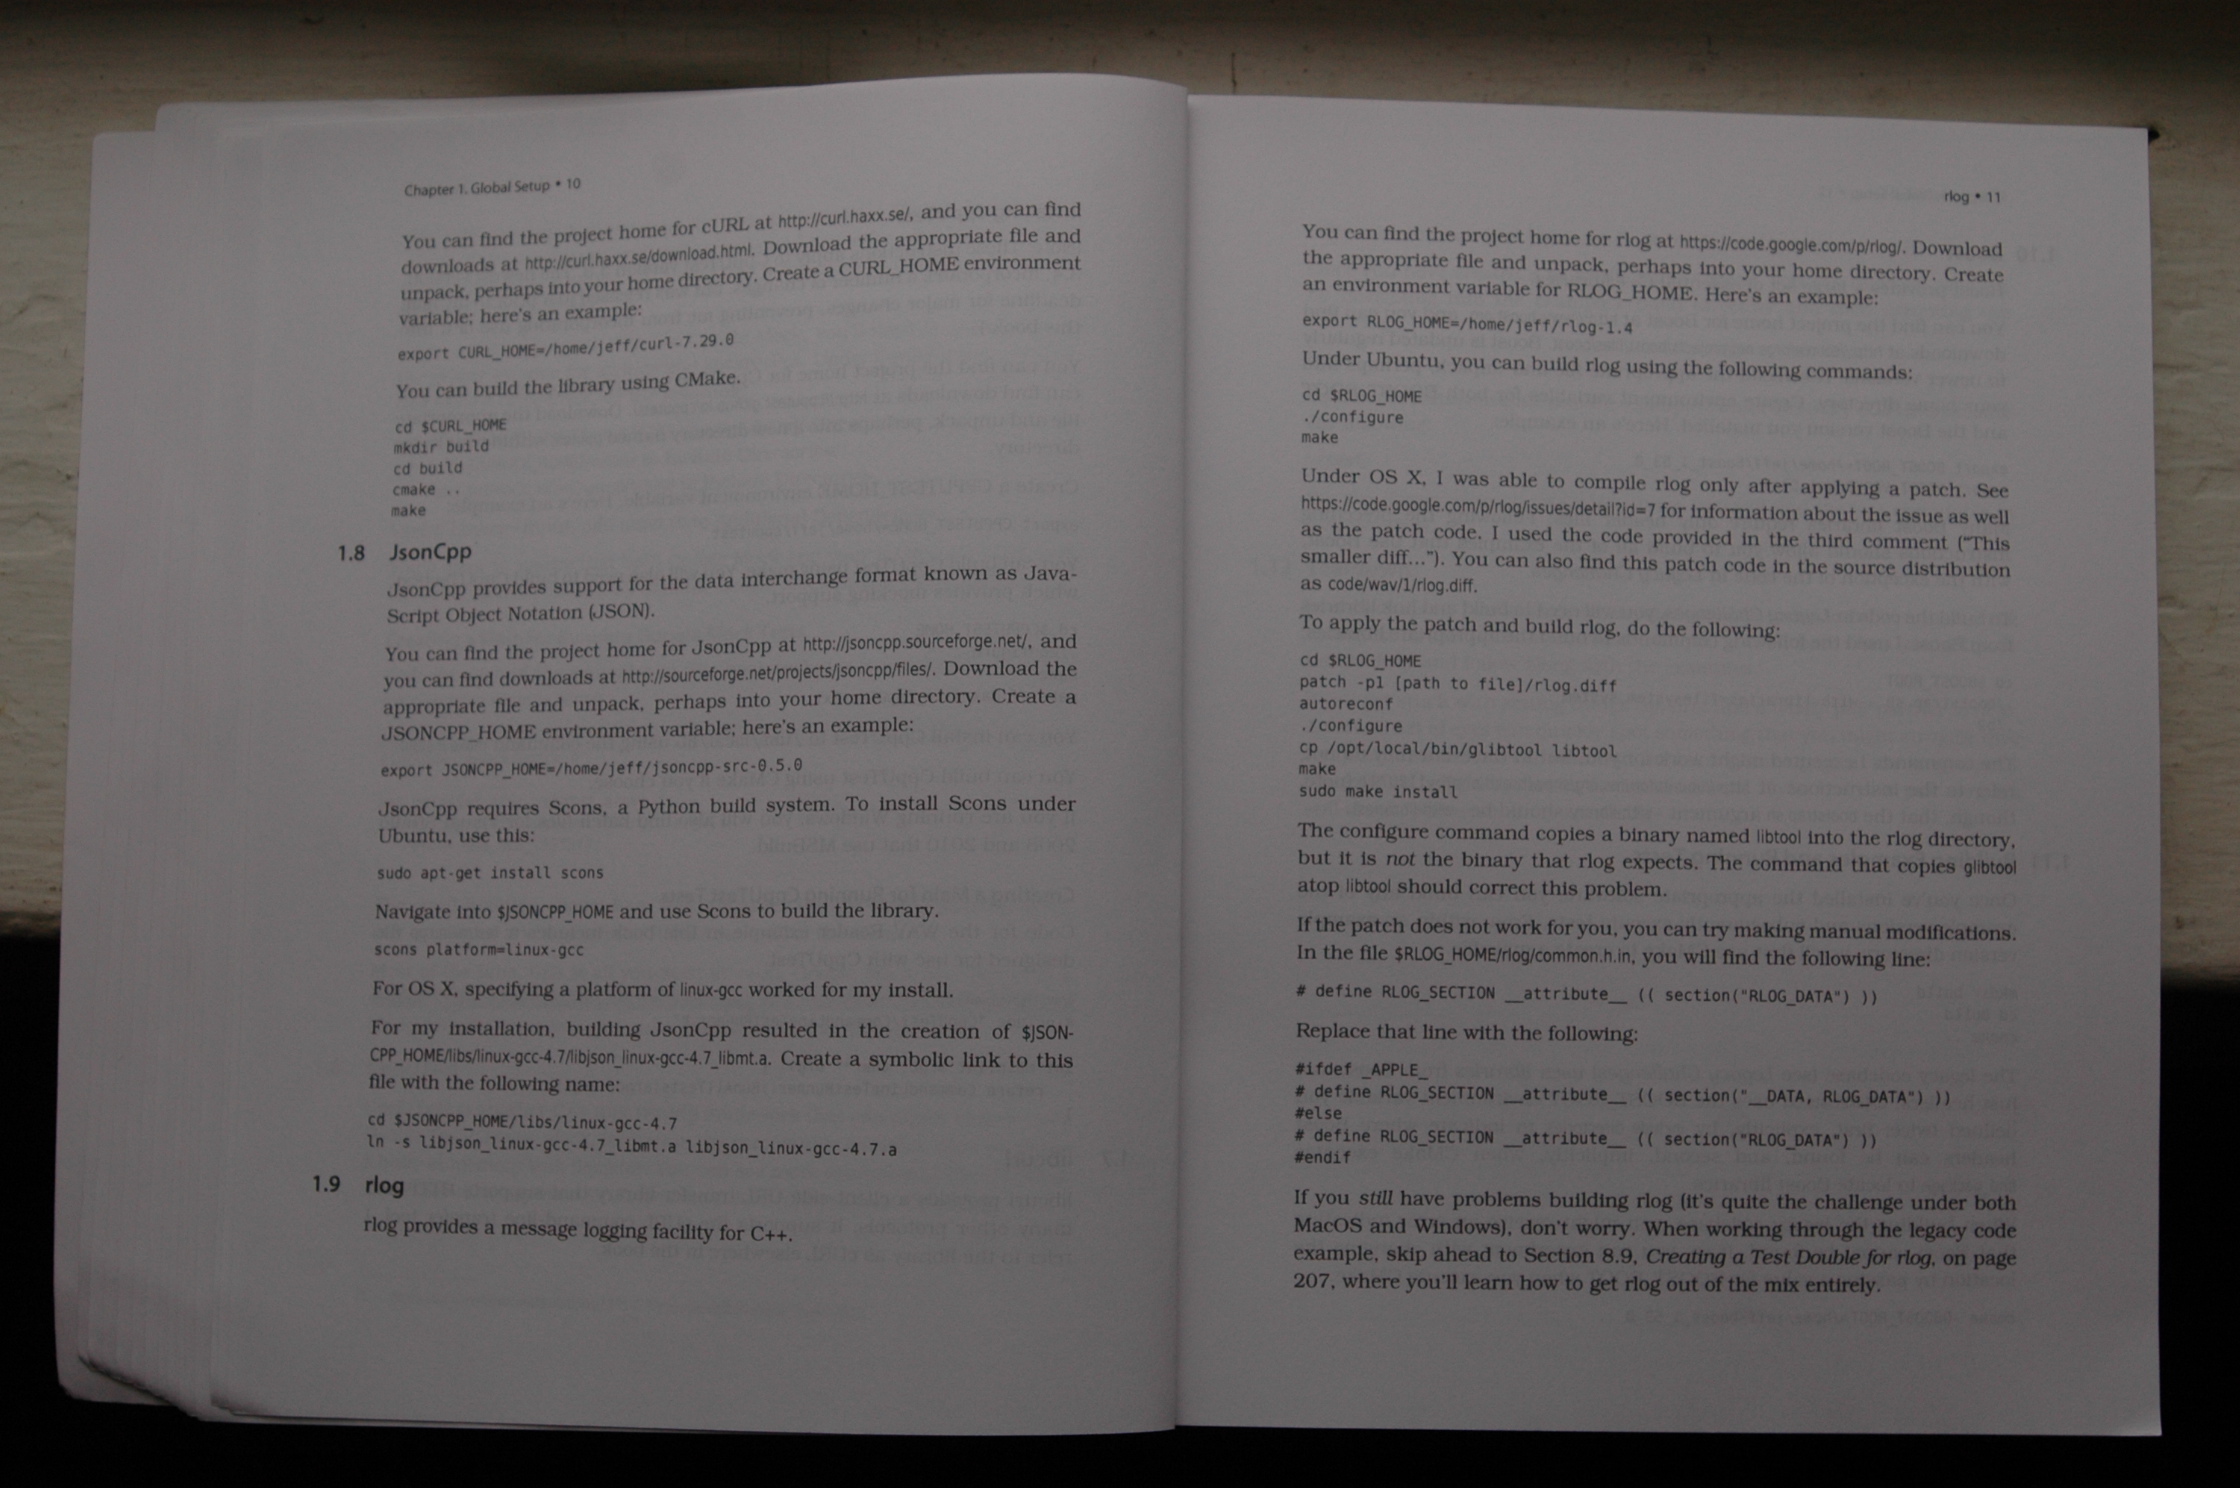 Chapter 1. Global Setup • 10
You can find the project home for cURL at http://curl.haxx.se/, and you can find
downloads at http://curl.haxx.se/download.html. Download the appropriate file and
unpack, perhaps into your home directory. Create a CURL_HOME environment
variable; here's an example:
export CURL_HOME=/home/jeff/curl-7.29.0
You can build the library using CMake.
cd $CURL_HOME
mkdir build
cd build
cmake ..
make
1.8 JsonCpp
JsonCpp provides support for the data interchange format known as Java-
Script Object Notation (JSON).
You can find the project home for JsonCpp at http://jsoncpp.sourceforge.net/, and
you can find downloads at http://sourceforge.net/projects/jsoncpp/files/. Download the
appropriate file and unpack, perhaps into your home directory. Create a
JSONCPP_HOME environment variable; here's an example:
export JSONCPP_HOME=/home/jeff/jsoncpp-src-0.5.0
JsonCpp requires Scons, a Python build system. To install Scons under
Ubuntu, use this:
sudo apt-get install scons
Navigate into $JSONCPP_HOME and use Scons to build the library.
scons platform=linux-gcc
For OS X, specifying a platform of linux-gcc worked for my install.
For my installation, building JsonCpp resulted in the creation of $JSON-
CPP_HOME/libs/linux-gcc-4.7/libjson_linux-gcc-4.7_libmt.a. Create a symbolic link to this
file with the following name:
cd $JSONCPP_HOME/libs/linux-gcc-4.7
ln -s libjson_linux-gcc-4.7_libmt.a libjson_linux-gcc-4.7.a
1.9 rlog
rlog provides a message logging facility for C++.
rlog • 11
You can find the project home for rlog at https://code.google.com/p/rlog/. Download
the appropriate file and unpack, perhaps into your home directory. Create
an environment variable for RLOG_HOME. Here's an example:
export RLOG_HOME=/home/jeff/rlog-1.4
Under Ubuntu, you can build rlog using the following commands:
cd $RLOG_HOME
./configure
make
Under OS X, I was able to compile rlog only after applying a patch. See
https://code.google.com/p/rlog/issues/detail?id=7 for information about the issue as well
as the patch code. I used the code provided in the third comment ("This
smaller diff..."). You can also find this patch code in the source distribution
as code/wav/1/rlog.diff.
To apply the patch and build rlog, do the following:
cd $RLOG_HOME
patch -p1 [path to file]/rlog.diff
autoreconf
./configure
cp /opt/local/bin/glibtool libtool
make
sudo make install
The configure command copies a binary named libtool into the rlog directory,
but it is not the binary that rlog expects. The command that copies glibtool
atop libtool should correct this problem.
If the patch does not work for you, you can try making manual modifications.
In the file $RLOG_HOME/rlog/common.h.in, you will find the following line:
# define RLOG_SECTION __attribute__ (( section("RLOG_DATA") ))
Replace that line with the following:
#ifdef _APPLE_
# define RLOG_SECTION __attribute__ (( section("__DATA, RLOG_DATA") ))
#else
# define RLOG_SECTION __attribute__ (( section("RLOG_DATA") ))
#endif
If you still have problems building rlog (it's quite the challenge under both
MacOS and Windows), don't worry. When working through the legacy code
example, skip ahead to Section 8.9, Creating a Test Double for rlog, on page
207, where you'll learn how to get rlog out of the mix entirely.